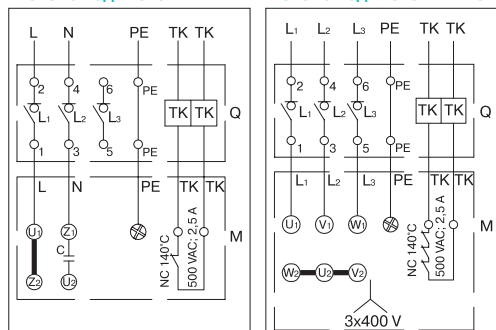 L N PE TK TK
2 4 6 PE
L1 L2 L3 TK TK Q
1 3 5 PE
L N PE TK TK
U1 Z1 M
C
Z2 U2
NC 140°C
500 VAC; 2,5 A
L1 L2 L3 PE TK TK
2 4 6 PE
L1 L2 L3 TK TK Q
1 3 5 PE
L1 L2 L3 PE TK TK
U1 V1 W1 M
W2 U2 V2
NC 140°C
500 VAC; 2,5 A
3x400 V